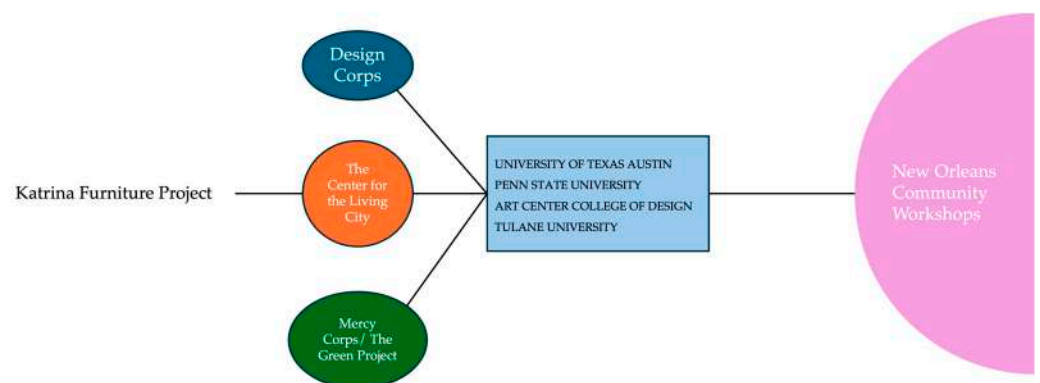 Katrina Furniture Project
Design
Corps
The
Center for
the Living
City
Mercy
Corps/ The
Green Project
UNIVERSITY OF TEXAS AUSTIN
PENN STATE UNIVERSITY
ART CENTER COLLEGE OF DESIGN
TULANE UNIVERSITY
New Orleans
Community
Workshops